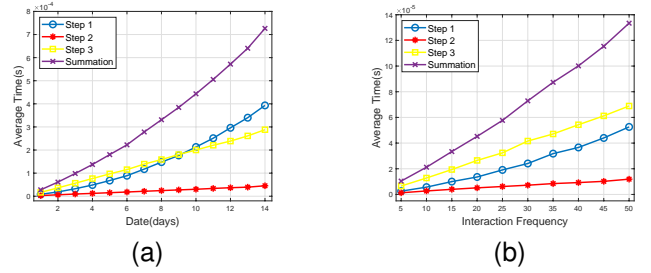 8 ×10⁻⁴
Step 1
Step 2
Step 3
Summation
7
6
5
4
3
2
1
0
Average Time(s)
2 4 6 8 10 12 14
Date(days)
(a)
×10⁻⁵
14
Step 1
Step 2
Step 3
Summation
12
10
8
6
4
2
0
Average Time(s)
5 10 15 20 25 30 35 40 45 50
Interaction Frequency
(b)